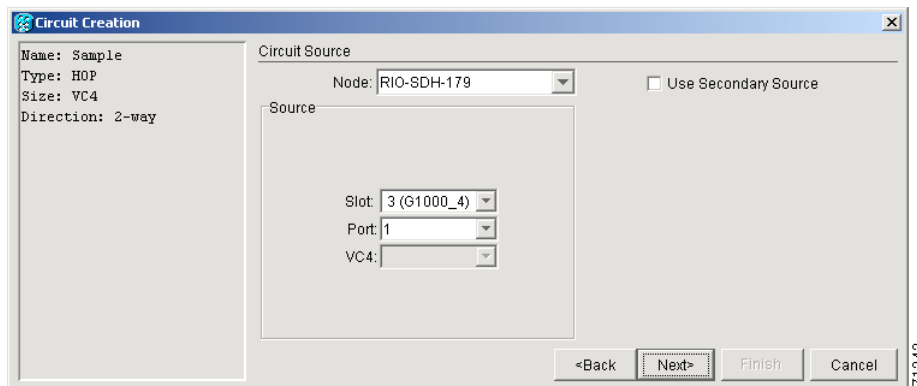 Circuit Creation
Name: Sample
Type: HOP
Size: VC4
Direction: 2-way
Circuit Source
Node: RIO-SDH-179
Use Secondary Source
Source
Slot: 3 (G1000_4)
Port: 1
VC4:
<Back Next> Finish Cancel